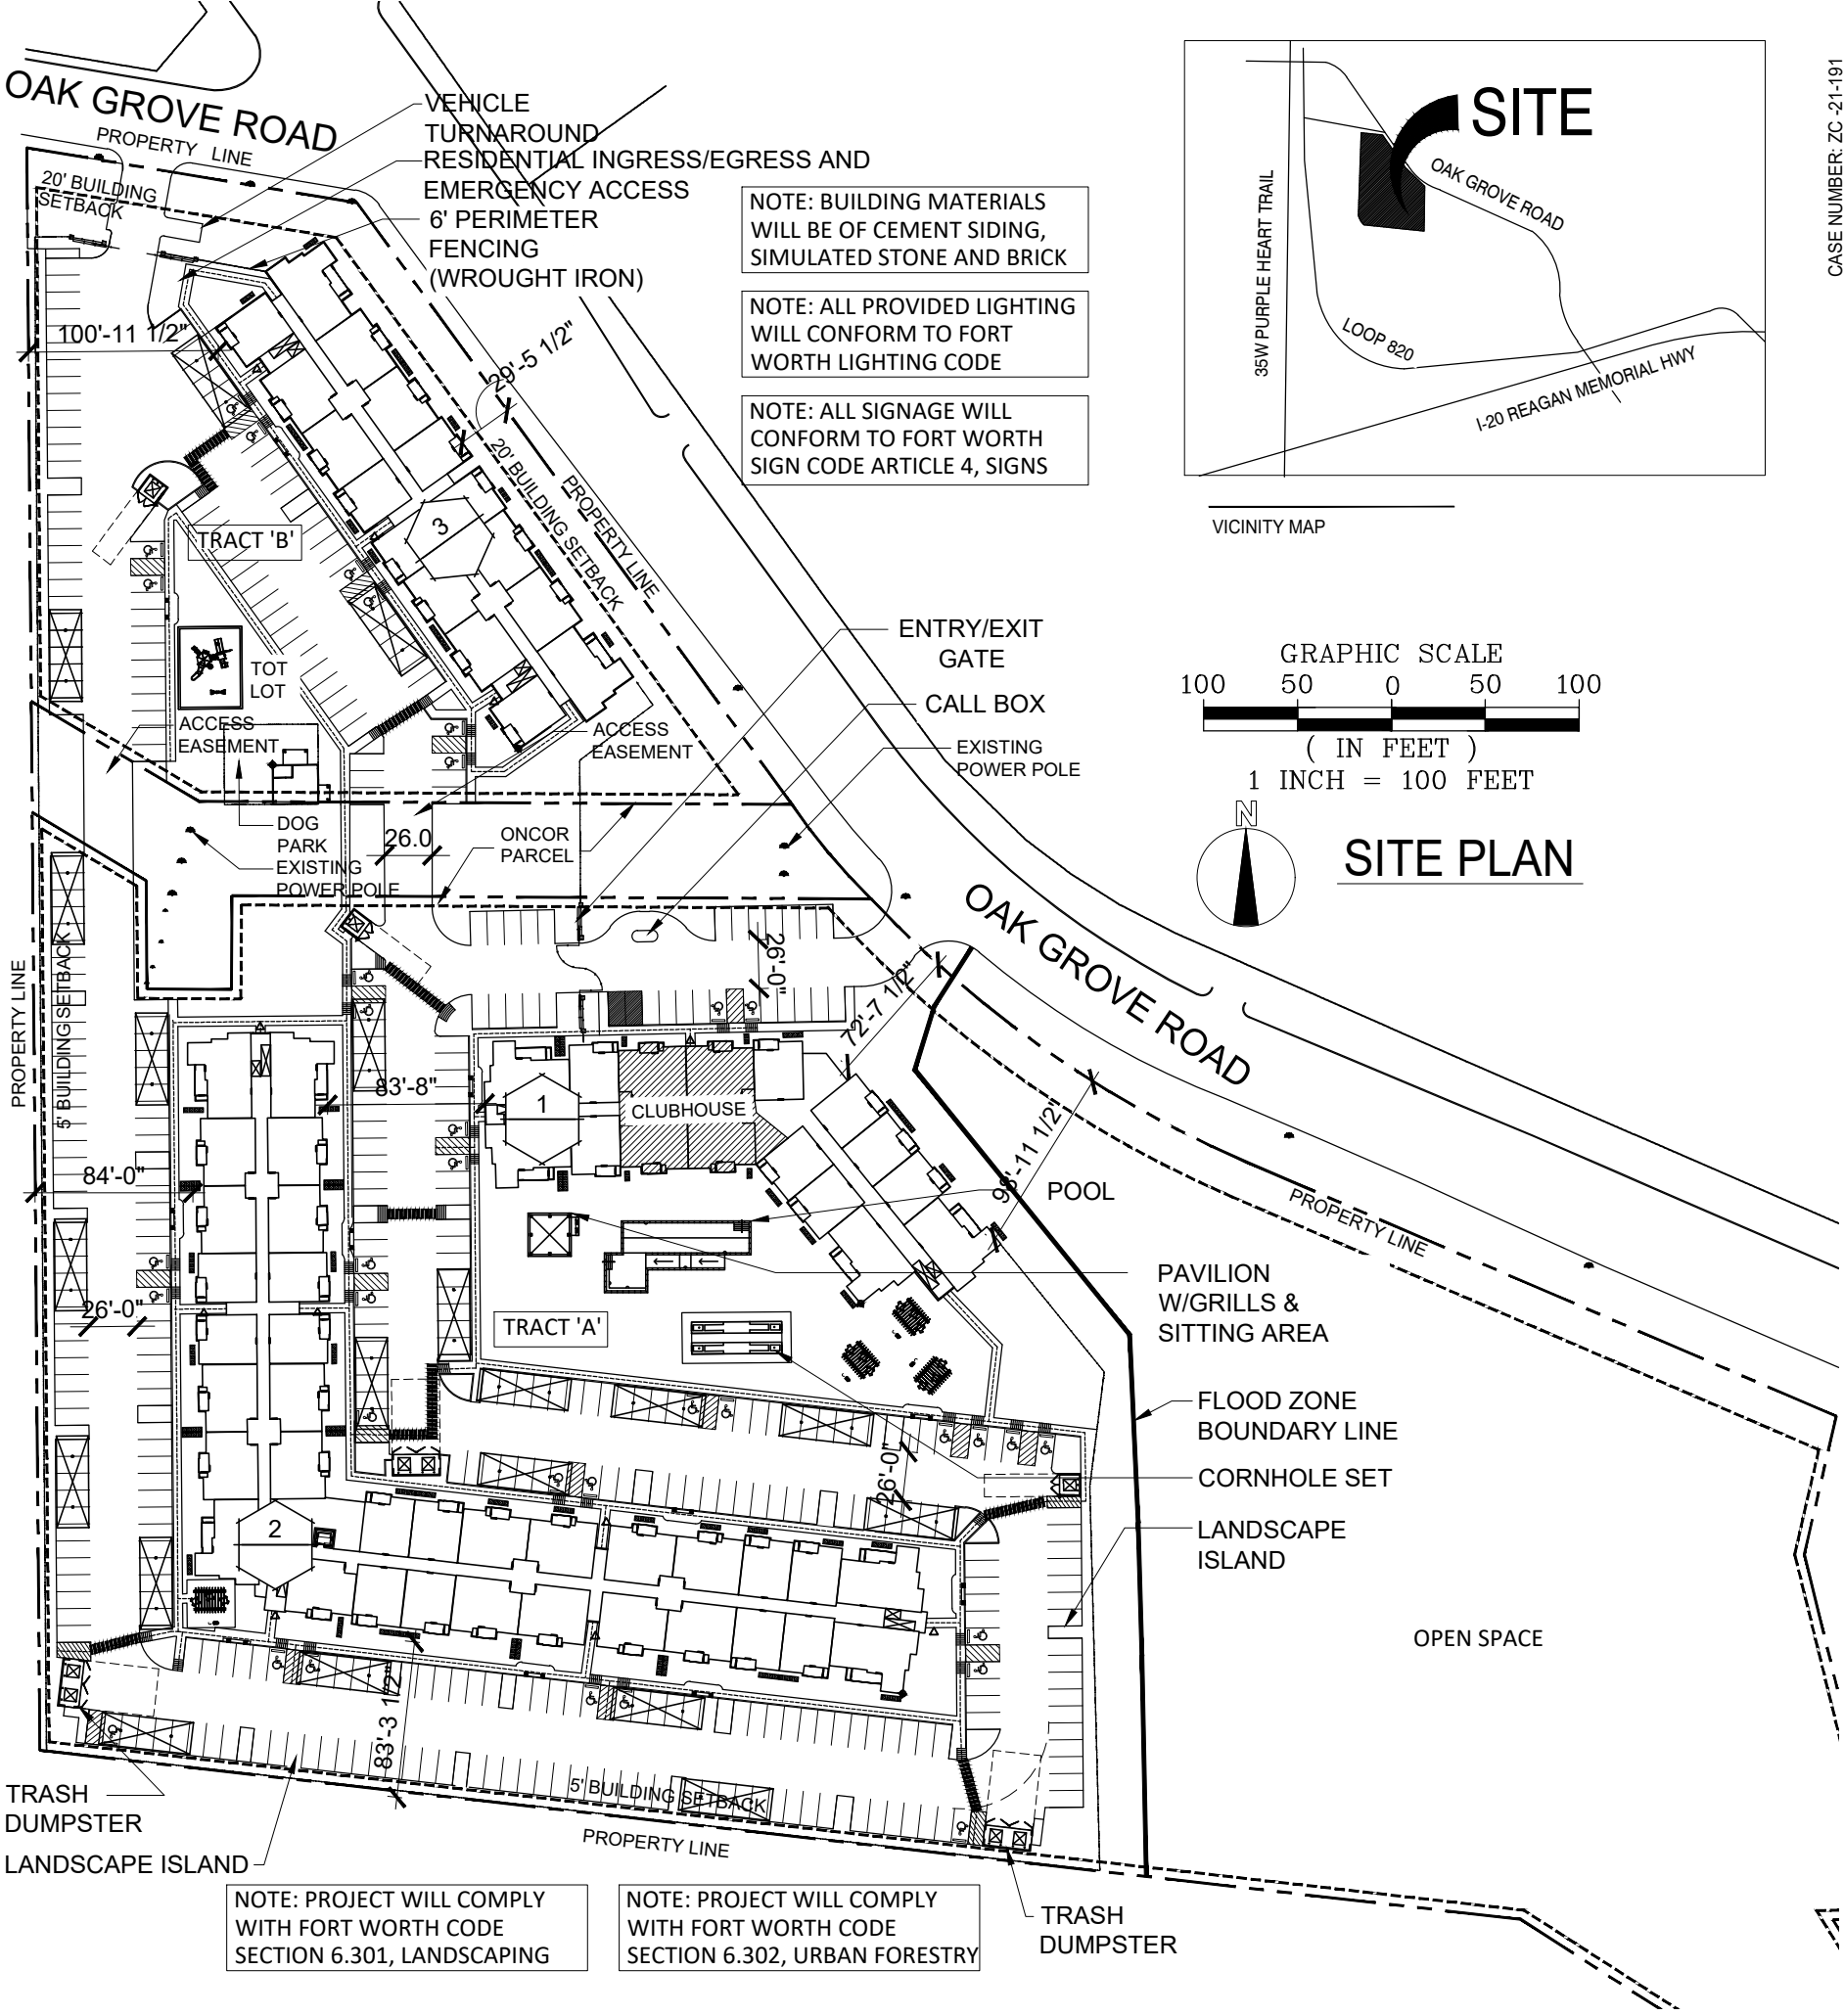 CASE NUMBER: ZC -21-191
OAK GROVE ROAD
PROPERTY LINE
20' BUILDING
SETBACK
VEHICLE
TURNAROUND
RESIDENTIAL INGRESS/EGRESS AND
EMERGENCY ACCESS
6' PERIMETER
FENCING
(WROUGHT IRON)
NOTE: BUILDING MATERIALS
WILL BE OF CEMENT SIDING,
SIMULATED STONE AND BRICK
NOTE: ALL PROVIDED LIGHTING
WILL CONFORM TO FORT
WORTH LIGHTING CODE
NOTE: ALL SIGNAGE WILL
CONFORM TO FORT WORTH
SIGN CODE ARTICLE 4, SIGNS
SITE
OAK GROVE ROAD
35W PURPLE HEART TRAIL
LOOP 820
I-20 REAGAN MEMORIAL HWY
VICINITY MAP
100'-11 1/2"
29'-5 1/2"
20' BUILDING SETBACK
PROPERTY LINE
3
TRACT 'B'
TOT
LOT
ACCESS
EASEMENT
ACCESS
EASEMENT
ENTRY/EXIT
GATE
CALL BOX
EXISTING
POWER POLE
GRAPHIC SCALE
100 50 0 50 100
( IN FEET )
1 INCH = 100 FEET
N
SITE PLAN
DOG
PARK
EXISTING
POWER POLE
26.0
ONCOR
PARCEL
OAK GROVE ROAD
PROPERTY LINE
5' BUILDING SETBACK
26'-0"
72'-7 1/2"
83'-8"
1
CLUBHOUSE
98'-11 1/2"
84'-0"
POOL
PROPERTY LINE
PAVILION
W/GRILLS &
SITTING AREA
26'-0"
TRACT 'A'
FLOOD ZONE
BOUNDARY LINE
CORNHOLE SET
26'-0"
LANDSCAPE
ISLAND
2
OPEN SPACE
83'-3 1/2"
5' BUILDING SETBACK
PROPERTY LINE
TRASH
DUMPSTER
LANDSCAPE ISLAND
NOTE: PROJECT WILL COMPLY
WITH FORT WORTH CODE
SECTION 6.301, LANDSCAPING
NOTE: PROJECT WILL COMPLY
WITH FORT WORTH CODE
SECTION 6.302, URBAN FORESTRY
TRASH
DUMPSTER